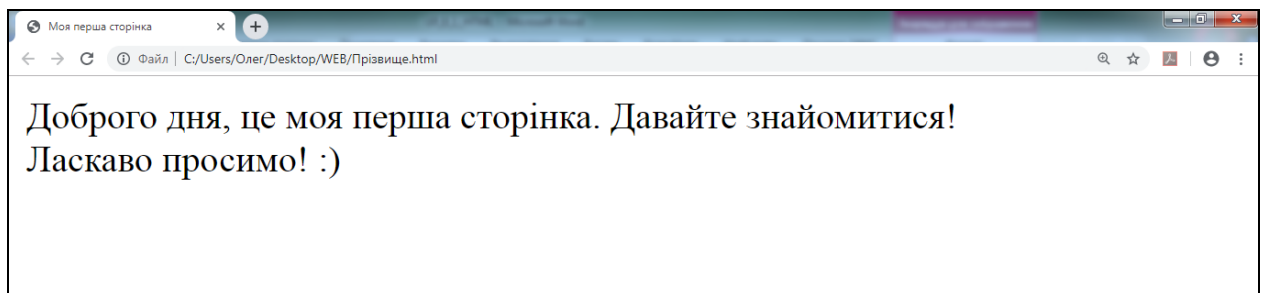 Моя перша сторінка
Файл | C:/Users/Олег/Desktop/WEB/Прізвище.html
Доброго дня, це моя перша сторінка. Давайте знайомитися!
Ласкаво просимо! :)